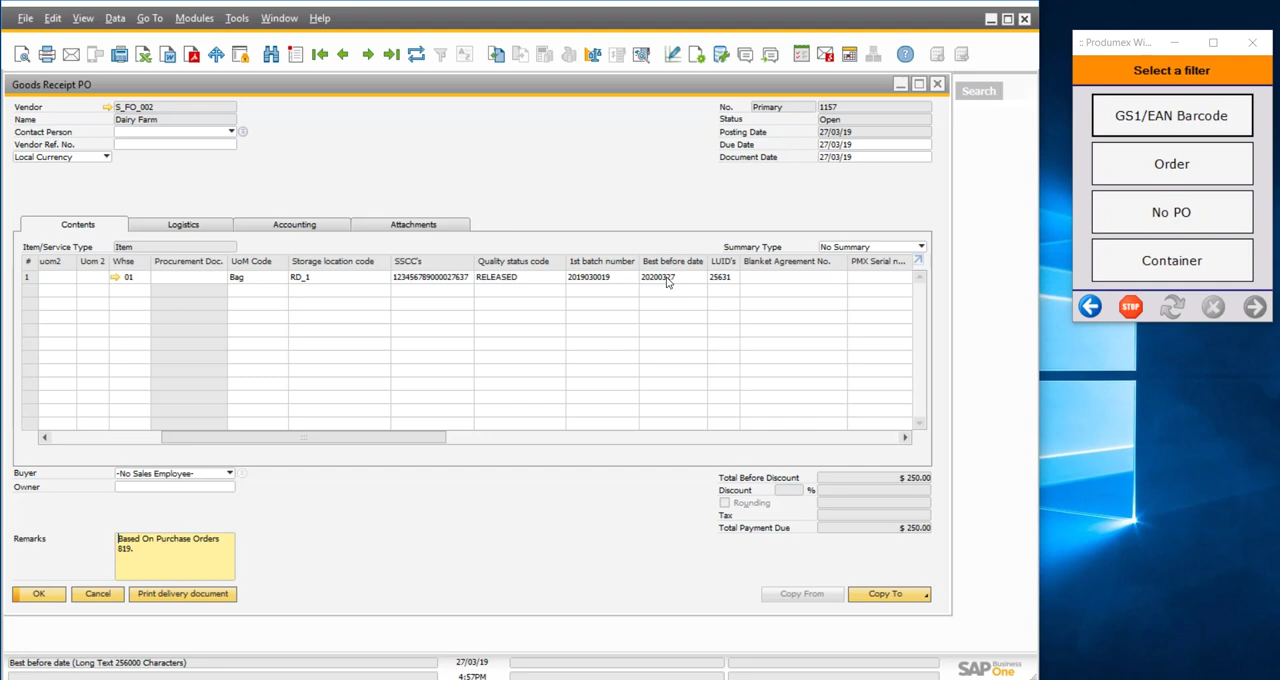 File Edit View Data Go To Modules Tools Window Help
Goods Receipt PO
Vendor S_FO_002
Name Dairy Farm
Contact Person
Vendor Ref. No.
Local Currency
No. Primary 1157
Status Open
Posting Date 27/03/19
Due Date 27/03/19
Document Date 27/03/19
Search
Contents Logistics Accounting Attachments
Item/Service Type Item Summary Type No Summary
# uom2 Uom 2 Whse Procurement Doc. UoM Code Storage location code SSCC's Quality status code 1st batch number Best before date LUID's Blanket Agreement No. PMX Serial n...
1 01 Bag RD_1 123456789000027637 RELEASED 2019030019 20200327 25631
Buyer -No Sales Employee-
Owner
Remarks Based On Purchase Orders
819.
Total Before Discount $ 250.00
Discount %
Rounding
Tax
Total Payment Due $ 250.00
OK Cancel Print delivery document Copy From Copy To
Best before date (Long Text 256000 Characters) 27/03/19
4:57PM
SAP Business One
:: Produmex Wi...
Select a filter
GS1/EAN Barcode
Order
No PO
Container
STOP